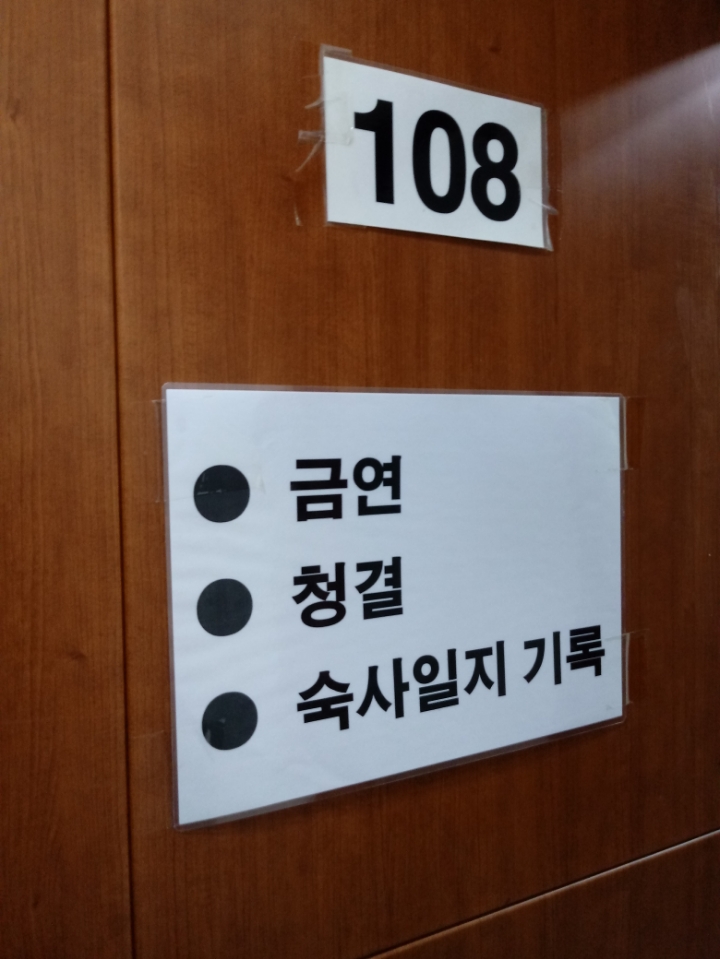 108
● 금연
● 청결
● 숙사일지 기록